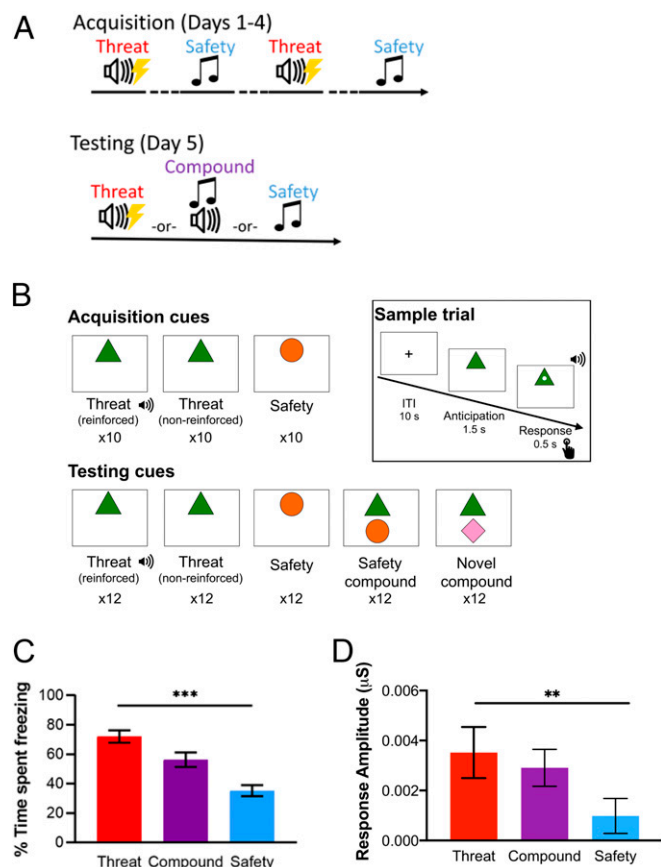 A
Acquisition (Days 1-4)
Threat Safety Threat Safety
Testing (Day 5)
Compound
Threat Safety
-or- -or-
B
Acquisition cues
Threat Threat Safety
(reinforced) (non-reinforced)
x10 x10 x10
Sample trial
+
ITI
10 s
Anticipation
1.5 s
Response
0.5 s
Testing cues
Threat Threat Safety Safety Novel
(reinforced) (non-reinforced) compound compound
x12 x12 x12 x12 x12
C
% Time spent freezing
100
80
60
40
20
0
***
Threat Compound Safety
D
Response Amplitude (μS)
0.006
0.004
0.002
0.000
**
Threat Compound Safety